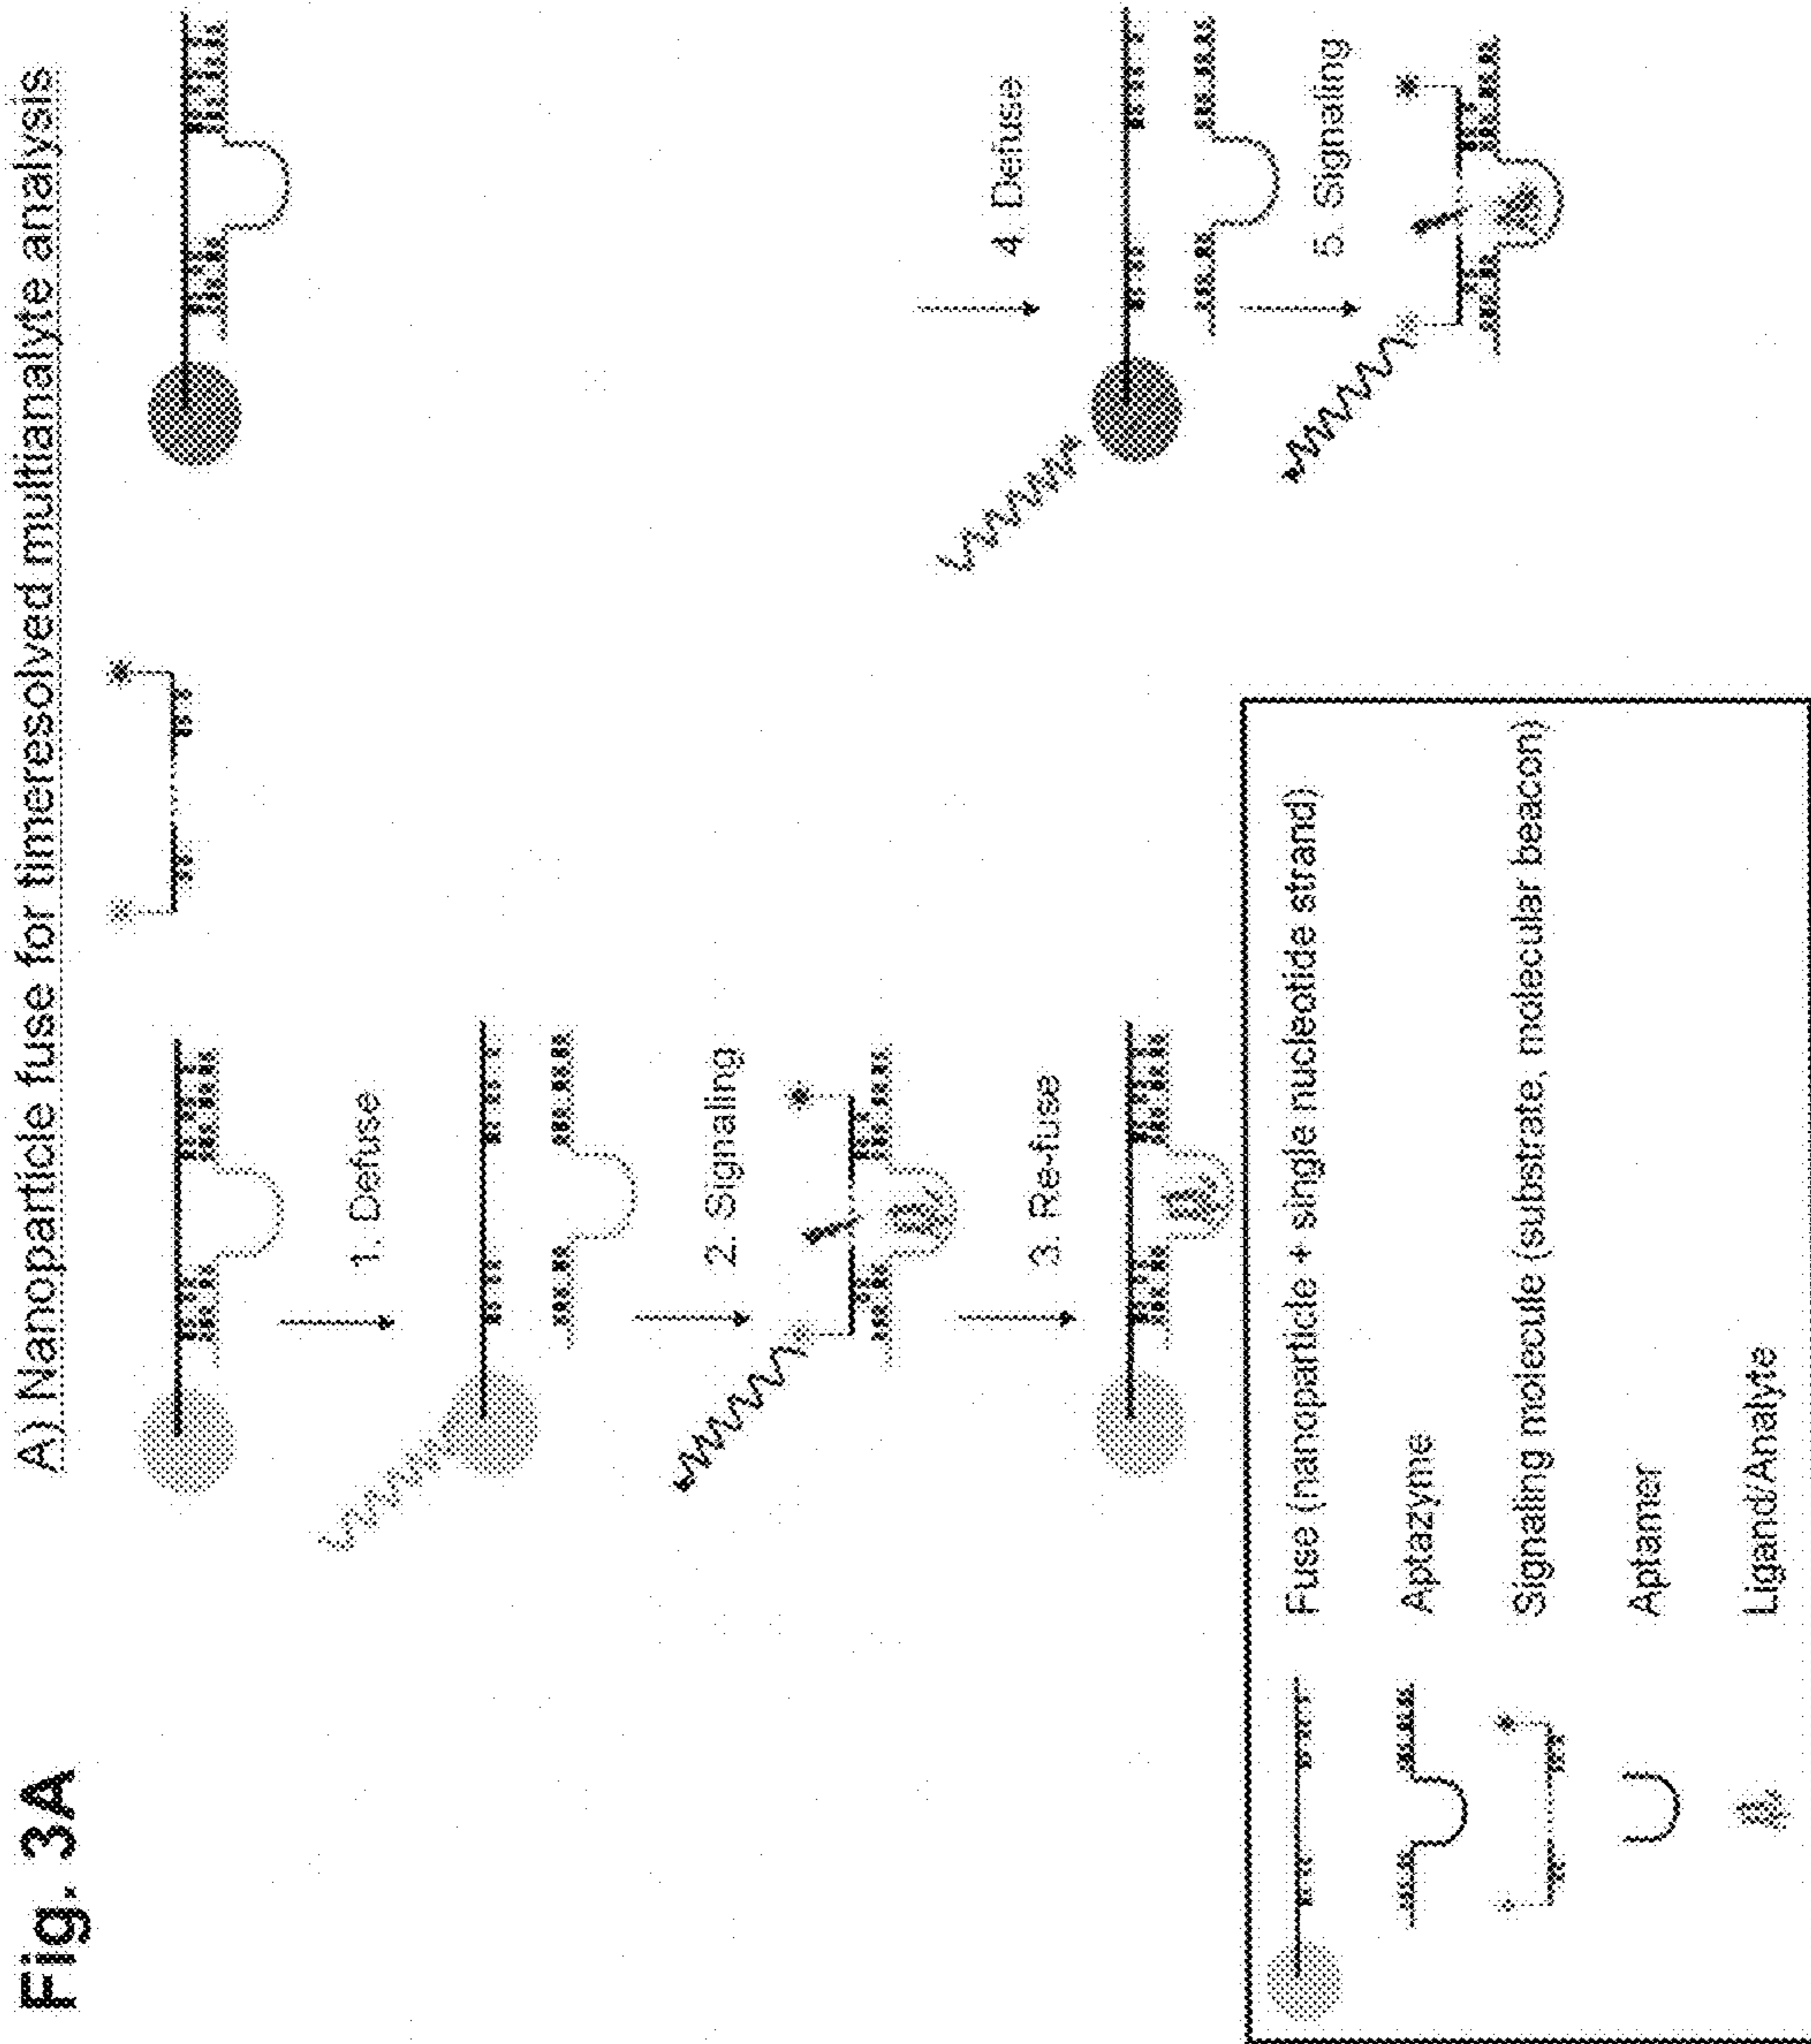 Fig. 3A
A) Nanoparticle fuse for timeresolved multianalyte analysis
1. Defuse
2. Signaling
3. Re-fuse
4. Defuse
5. Signaling
Fuse (nanoparticle + single nucleotide strand)
Aptazyme
Signaling molecule (substrate, molecular beacon)
Aptamer
Ligand/Analyte